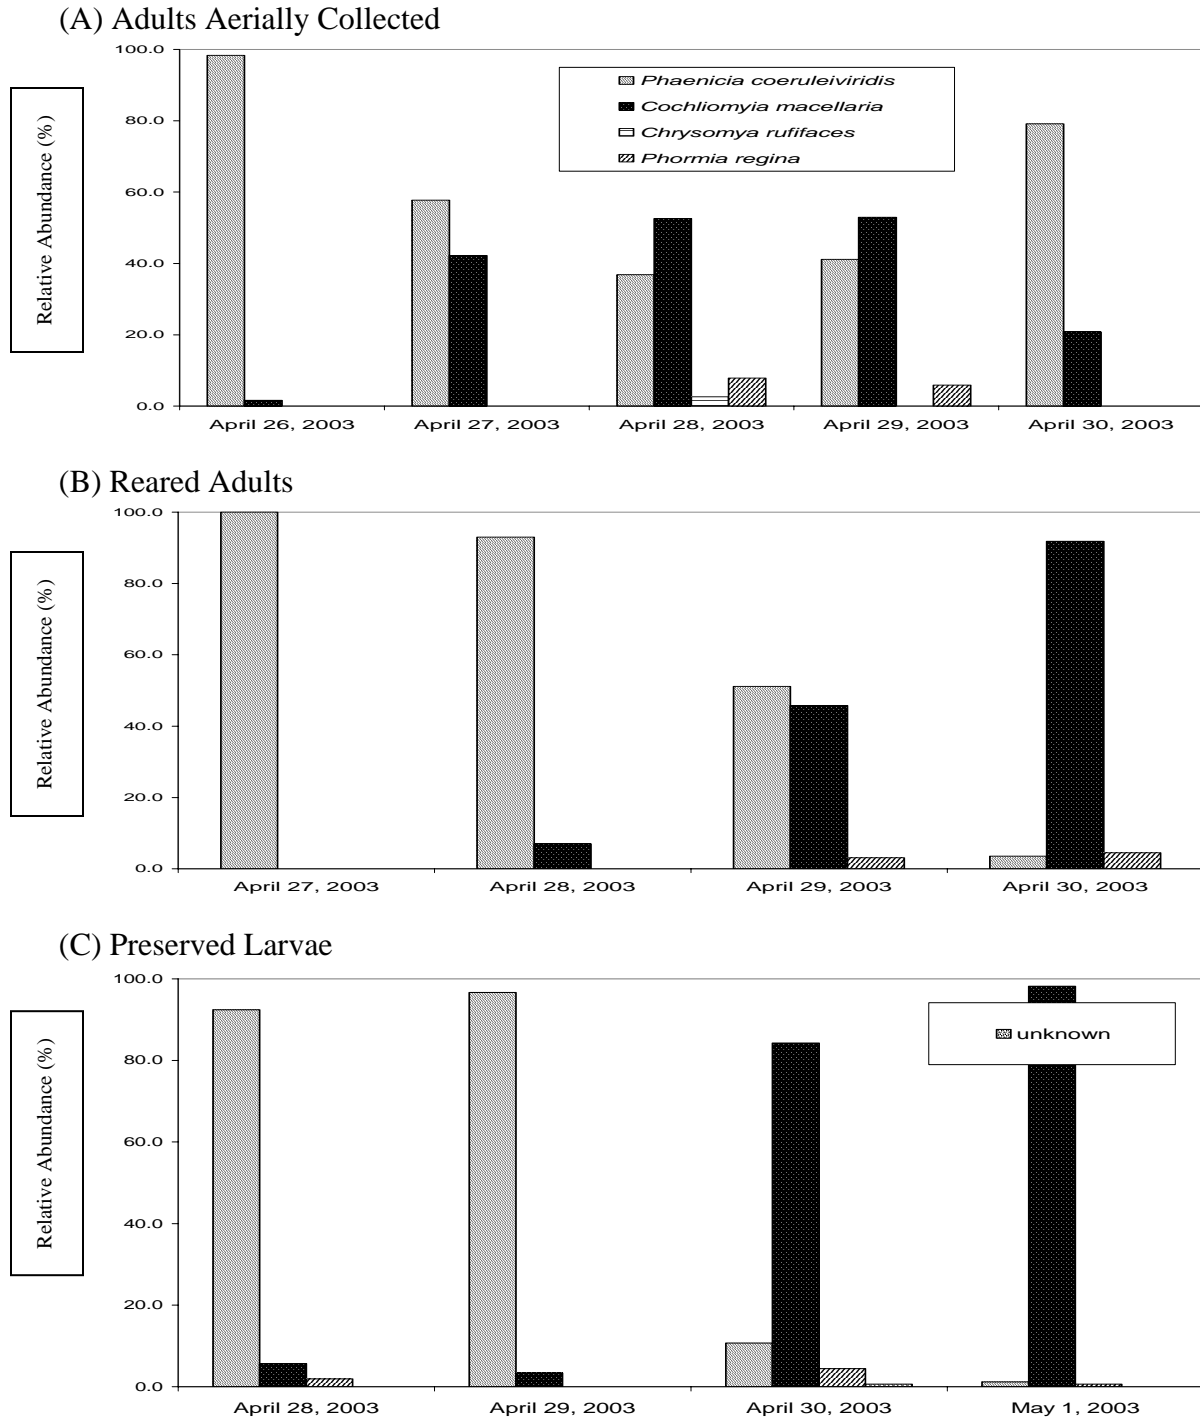 (A) Adults Aerially Collected
Relative Abundance (%)
100.0
80.0
60.0
40.0
20.0
0.0
Phaenicia coeruleiviridis
Cochliomyia macellaria
Chrysomya rufifaces
Phormia regina
April 26, 2003 April 27, 2003 April 28, 2003 April 29, 2003 April 30, 2003
(B) Reared Adults
Relative Abundance (%)
100.0
80.0
60.0
40.0
20.0
0.0
April 27, 2003 April 28, 2003 April 29, 2003 April 30, 2003
(C) Preserved Larvae
Relative Abundance (%)
100.0
80.0
60.0
40.0
20.0
0.0
unknown
April 28, 2003 April 29, 2003 April 30, 2003 May 1, 2003